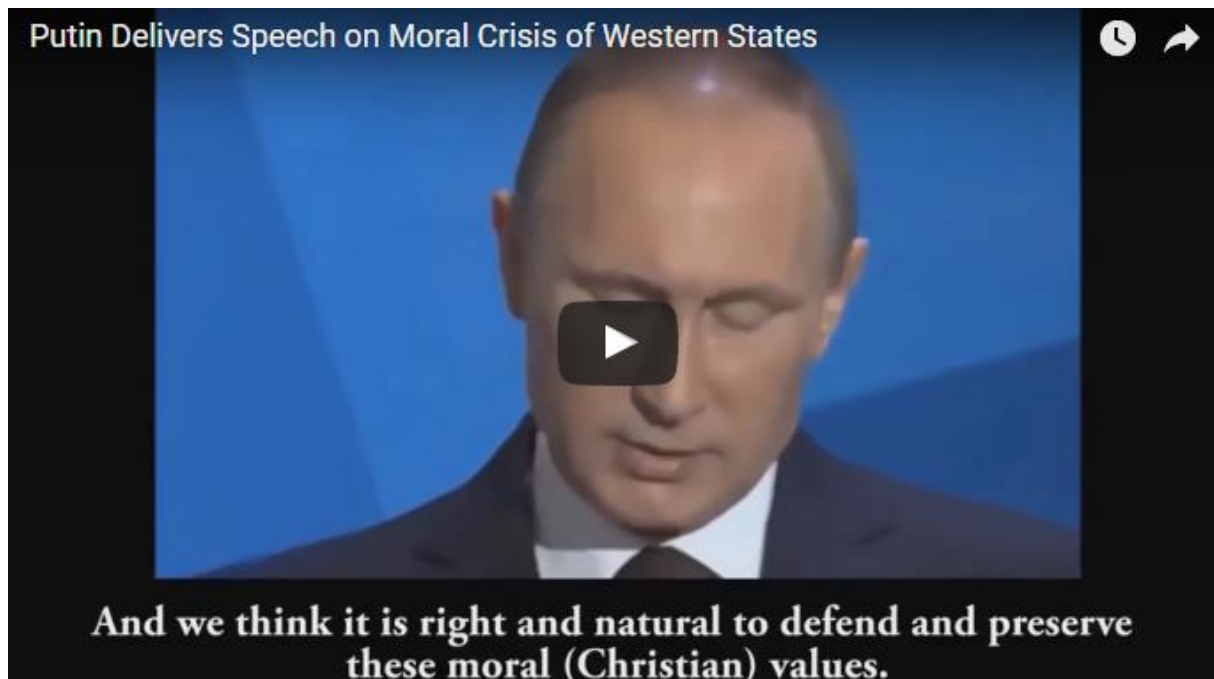 Putin Delivers Speech on Moral Crisis of Western States
And we think it is right and natural to defend and preserve
these moral (Christian) values.